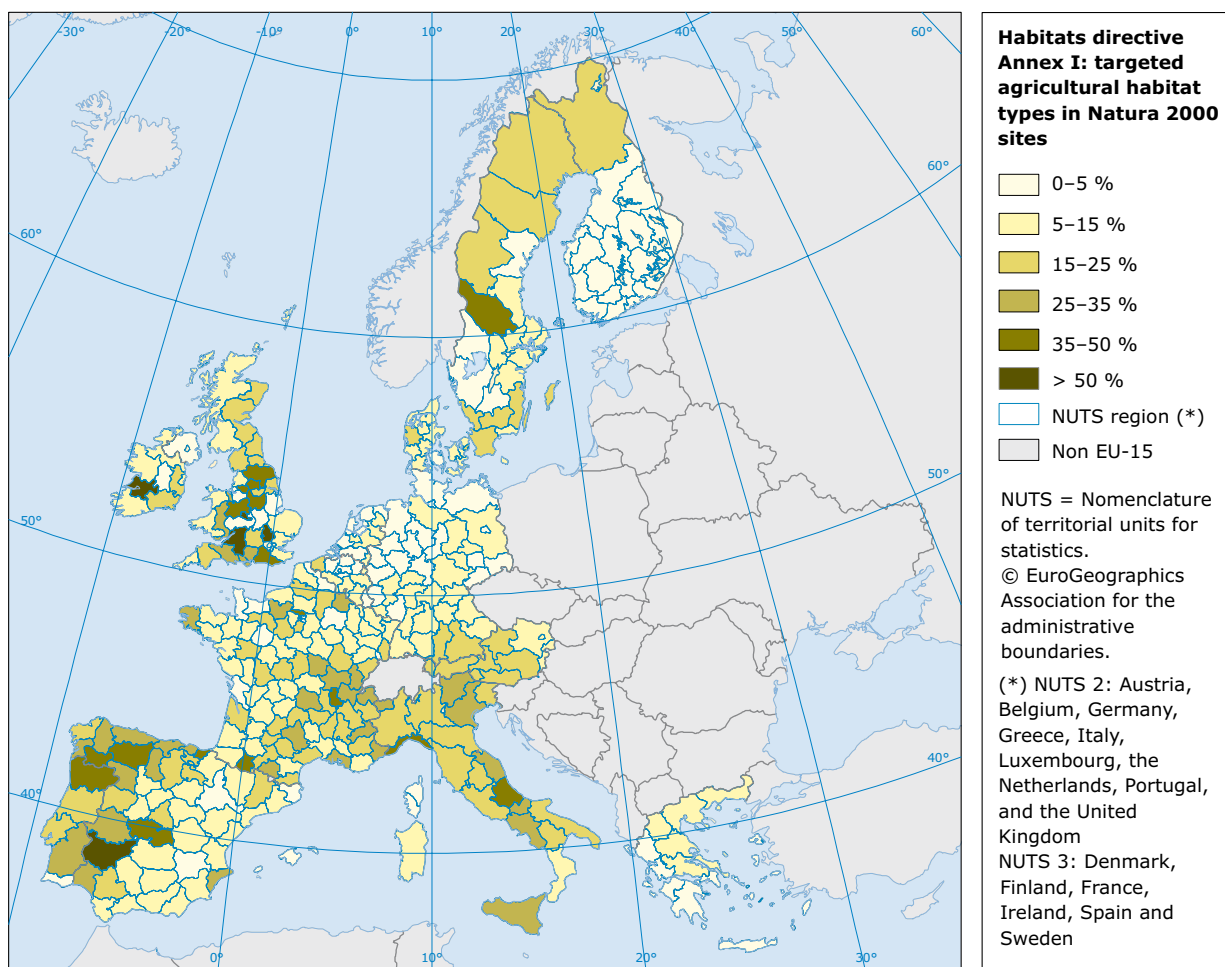 -30°
-20°
-10°
0°
10°
20°
30°
40°
50°
60°
60°
60°
50°
50°
40°
40°
0°
10°
20°
30°
Habitats directive
Annex I: targeted
agricultural habitat
types in Natura 2000
sites
0–5 %
5–15 %
15–25 %
25–35 %
35–50 %
> 50 %
NUTS region (*)
Non EU-15
NUTS = Nomenclature
of territorial units for
statistics.
© EuroGeographics
Association for the
administrative
boundaries.
(*) NUTS 2: Austria,
Belgium, Germany,
Greece, Italy,
Luxembourg, the
Netherlands, Portugal,
and the United
Kingdom
NUTS 3: Denmark,
Finland, France,
Ireland, Spain and
Sweden